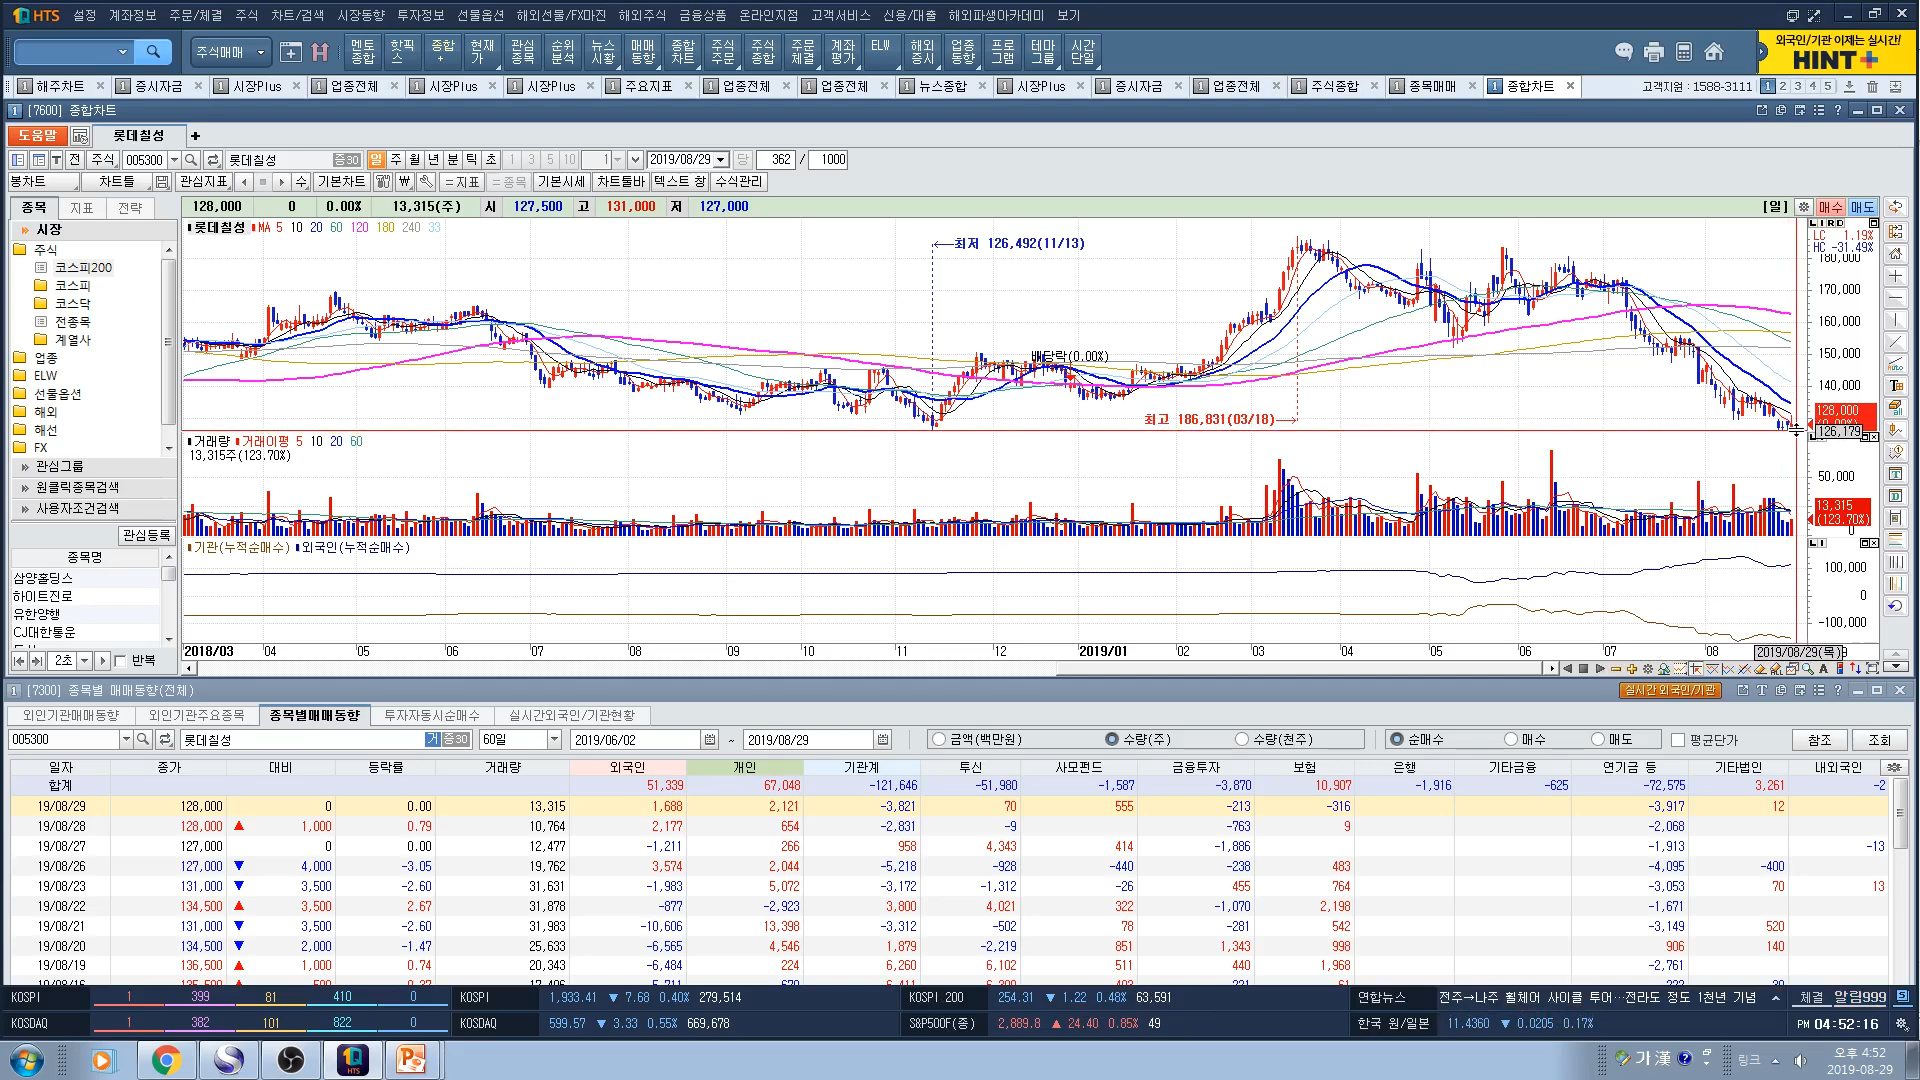 HTS 설정 계좌정보 주문/체결 주식 차트/검색 시장동향 투자정보 선물옵션 해외선물/FX마진 해외주식 금융상품 온라인지점 고객서비스 신용/대출 해외파생아카데미 보기
주식매매 멘토종합 핫픽스 종합+ 현재가 관심종목 순위분석 뉴스시황 매매동향 종합차트 주식주문 주식종합 주문체결 계좌평가 ELW 해외증시 업종동향 프로그램 테마그룹 시간단일
외국인/기관 이제는 실시간! HINT+
1 해주차트 1 증시자금 1 시장Plus 1 업종전체 1 시장Plus 1 시장Plus 1 주요지표 1 업종전체 1 업종전체 1 뉴스종합 1 시장Plus 1 증시자금 1 업종전체 1 주식종합 1 종목매매 1 종합차트 고객지원 : 1588-3111 1 2 3 4 5
1 [7600] 종합차트
도움말 롯데칠성 +
T 전 주식 005300 롯데칠성 증30 일 주 월 년 분 틱 초 1 3 5 10 1 2019/08/29 당 362 / 1000
봉차트 차트틀 관심지표 수 기본차트 ₩ =지표 =종목 기본시세 차트툴바 텍스트 창 수식관리
종목 지표 전략 128,000 0 0.00% 13,315(주) 시 127,500 고 131,000 저 127,000 [일] 매수 매도
시장
주식
코스피200
코스피
코스닥
전종목
계열사
업종
ELW
선물옵션
해외
해선
FX
관심그룹
원클릭종목검색
사용자조건검색
관심등록
종목명
삼양홀딩스
하이트진로
유한양행
CJ대한통운
2초 반복
롯데칠성 MA 5 10 20 60 120 180 240 33
L I R D
LC 1.19%
HC -31.49%
최저 126,492(11/13)
배당락(0.00%)
최고 186,831(03/18)
180,000
170,000
160,000
150,000
140,000
128,000
126,179
거래량 거래이평 5 10 20 60
13,315주(123.70%)
50,000
13,315
(123.70%)
0
기관(누적순매수) 외국인(누적순매수)
L I
100,000
0
-100,000
2018/03 04 05 06 07 08 09 10 11 12 2019/01 02 03 04 05 06 07 08 2019/08/29(목)
1 [7300] 종목별 매매동향(전체) 실시간 외국인/기관
외인기관매매동향 외인기관주요종목 종목별매매동향 투자자동시순매수 실시간외국인/기관현황
005300 롯데칠성 거 증30 60일 2019/06/02 ~ 2019/08/29 금액(백만원) 수량(주) 수량(천주) 순매수 매수 매도 평균단가 참조 조회
일자 종가 대비 등락률 거래량 외국인 개인 기관계 투신 사모펀드 금융투자 보험 은행 기타금융 연기금 등 기타법인 내외국인
합계 51,339 67,048 -121,646 -51,980 -1,587 -3,870 10,907 -1,916 -625 -72,575 3,261 -2
19/08/29 128,000 0 0.00 13,315 1,688 2,121 -3,821 70 555 -213 -316 -3,917 12
19/08/28 128,000 ▲ 1,000 0.79 10,764 2,177 654 -2,831 -9 -763 9 -2,068
19/08/27 127,000 0 0.00 12,477 -1,211 266 958 4,343 414 -1,886 -1,913 -13
19/08/26 127,000 ▼ 4,000 -3.05 19,762 3,574 2,044 -5,218 -928 -440 -238 483 -4,095 -400
19/08/23 131,000 ▼ 3,500 -2.60 31,631 -1,983 5,072 -3,172 -1,312 -26 455 764 -3,053 70 13
19/08/22 134,500 ▲ 3,500 2.67 31,878 -877 -2,923 3,800 4,021 322 -1,070 2,198 -1,671
19/08/21 131,000 ▼ 3,500 -2.60 31,983 -10,606 13,398 -3,312 -502 78 -281 542 -3,149 520
19/08/20 134,500 ▼ 2,000 -1.47 25,633 -6,565 4,546 1,879 -2,219 851 1,343 998 906 140
19/08/19 136,500 ▲ 1,000 0.74 20,343 -6,484 224 6,260 6,102 511 440 1,968 -2,761
KOSPI 1 399 81 410 0 KOSPI 1,933.41 ▼ 7.68 0.40% 279,514 KOSPI 200 254.31 ▼ 1.22 0.48% 63,591 연합뉴스 전주→나주 휠체어 사이클 투어…전라도 정도 1천년 기념 체결 알림999
KOSDAQ 1 382 101 822 0 KOSDAQ 599.57 ▼ 3.33 0.55% 669,678 S&P500F(종) 2,889.8 ▲ 24.40 0.85% 49 한국 원/일본 11.4360 ▼ 0.0205 0.17% PM 04:52:16
가 漢 링크 오후 4:52
2019-08-29